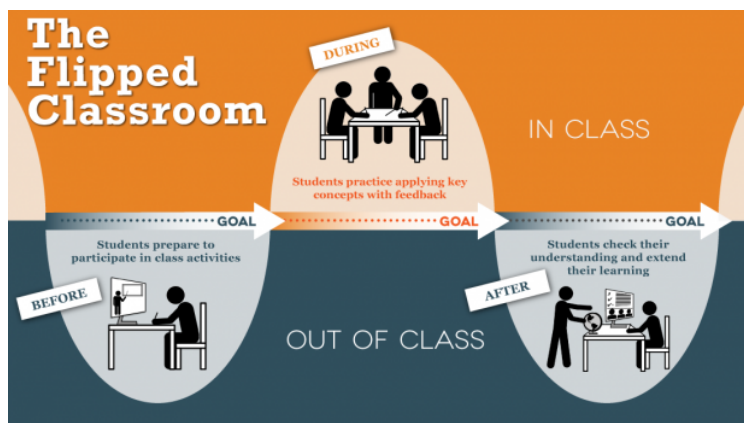 The
Flipped
Classroom
DURING
IN CLASS
Students practice applying key
concepts with feedback
GOAL
GOAL
GOAL
Students prepare to
participate in class activities
BEFORE
OUT OF CLASS
Students check their
understanding and extend
their learning
AFTER